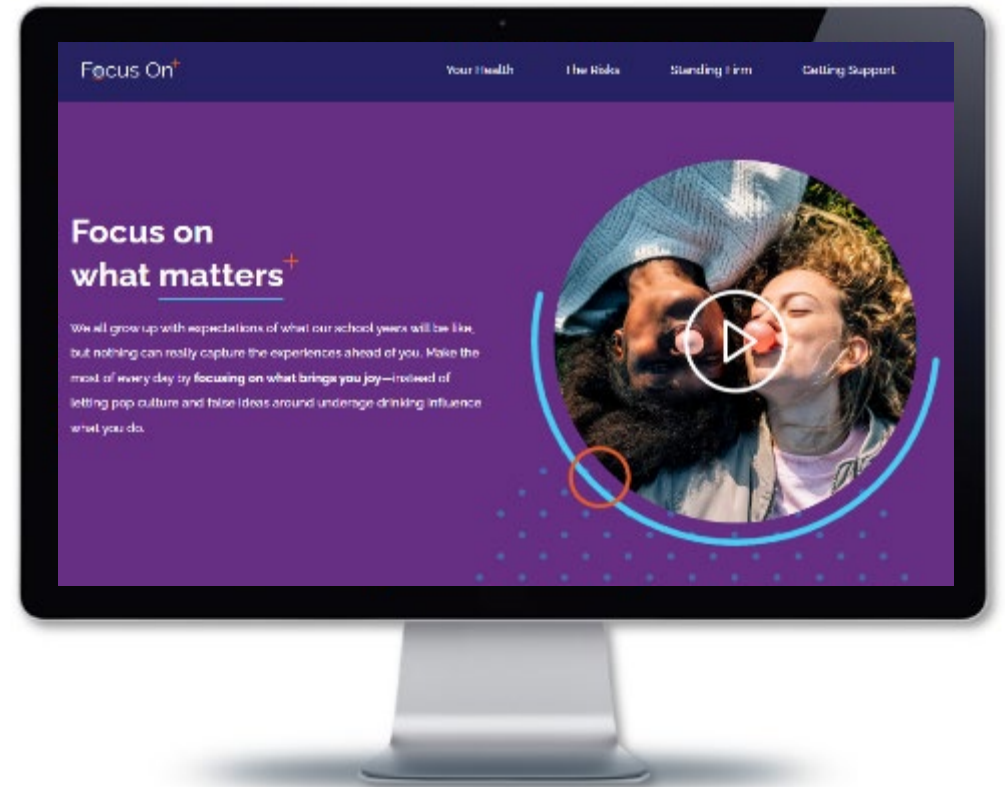 Focus On+
Your Health The Risks Standing Firm Getting Support
Focus on
what matters+
We all grow up with expectations of what our school years will be like,
but nothing can really capture the experiences ahead of you. Make the
most of every day by focusing on what brings you joy—instead of
letting pop culture and false ideas around underage drinking influence
what you do.